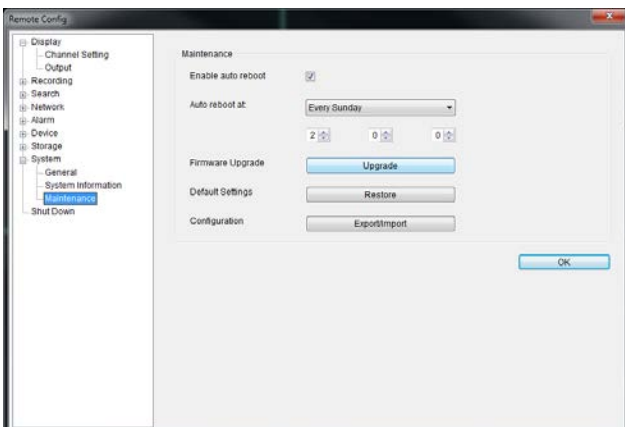 Remote Config
Display
Channel Setting
Output
Recording
Search
Network
Alarm
Device
Storage
System
General
System Information
Maintenance
Shut Down
Maintenance
Enable auto reboot
Auto reboot at:
Every Sunday
2 0 0
Firmware Upgrade
Upgrade
Default Settings
Restore
Configuration
Export/Import
OK